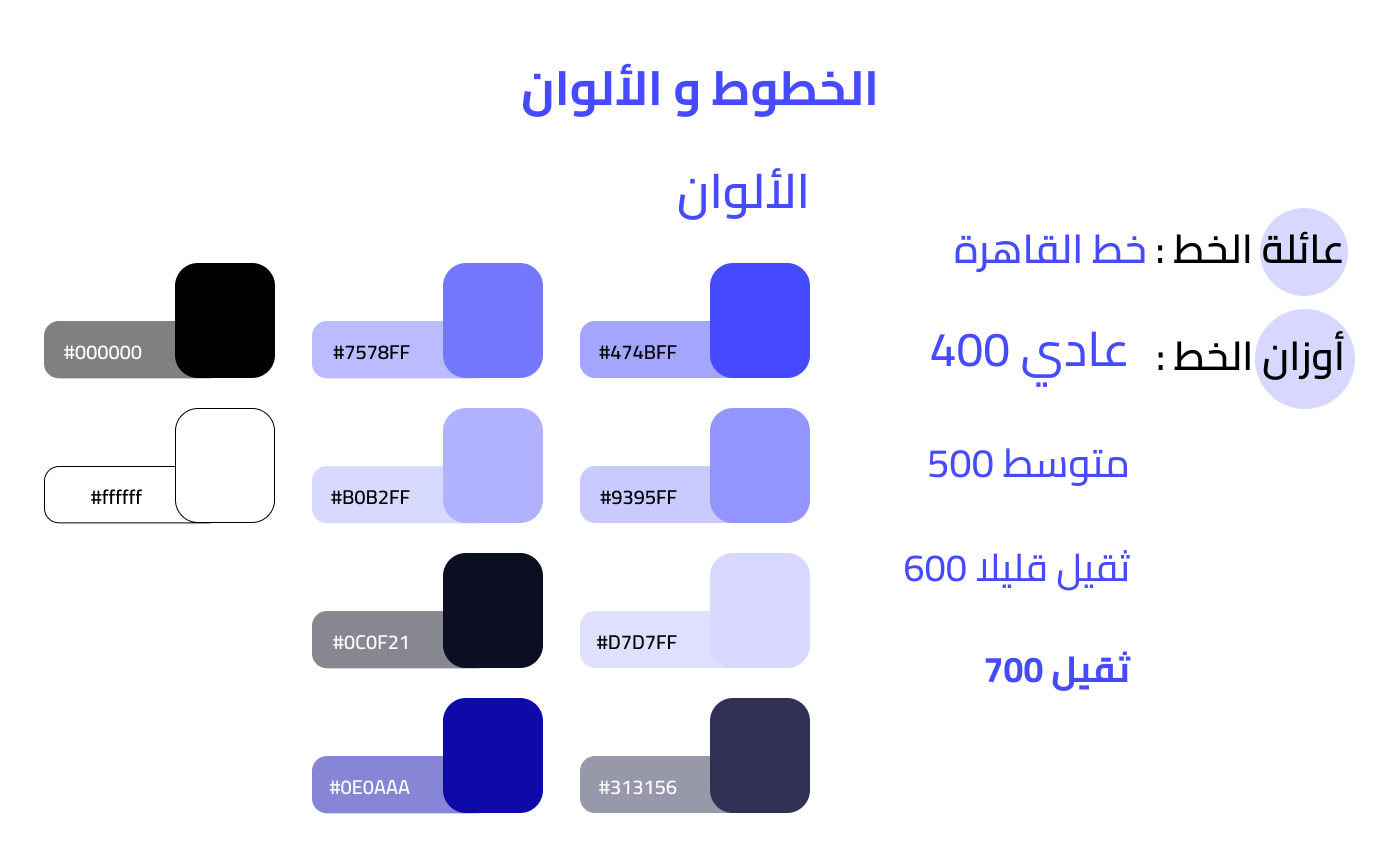 الخطوط و الألوان
عائلة الخط : خط القاهرة
أوزان الخط : عادي 400
متوسط 500
ثقيل قليلا 600
ثقيل 700
الألوان
#474BFF
#7578FF
#000000
#9395FF
#B0B2FF
#ffffff
#D7D7FF
#0C0F21
#313156
#0E0AAA